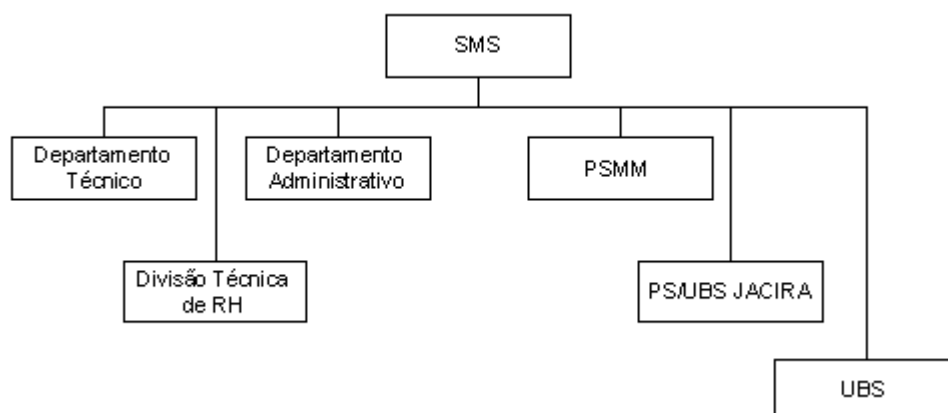 SMS
Departamento
Técnico
Departamento
Administrativo
PSMM
Divisão Técnica
de RH
PS/UBS JACIRA
UBS